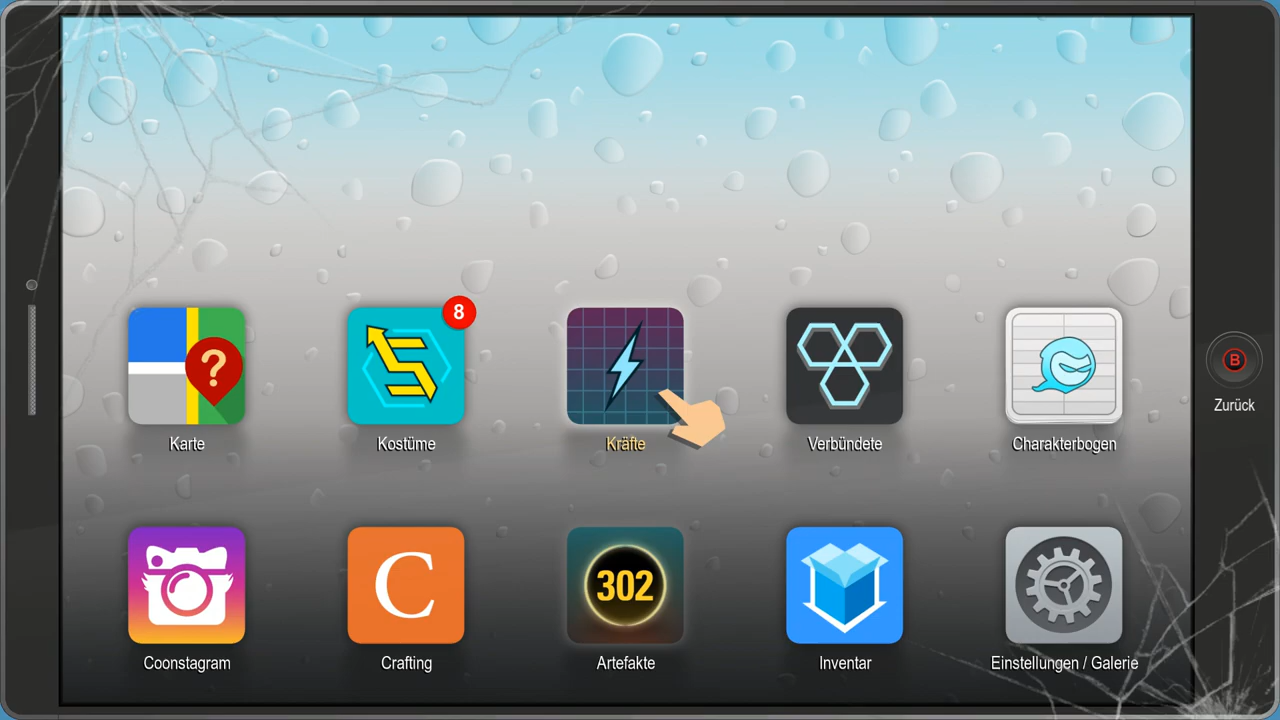 8
?
Karte
Kostüme
Kräfte
Verbündete
Charakterbogen
B
Zurück
C
302
Coonstagram
Crafting
Artefakte
Inventar
Einstellungen / Galerie